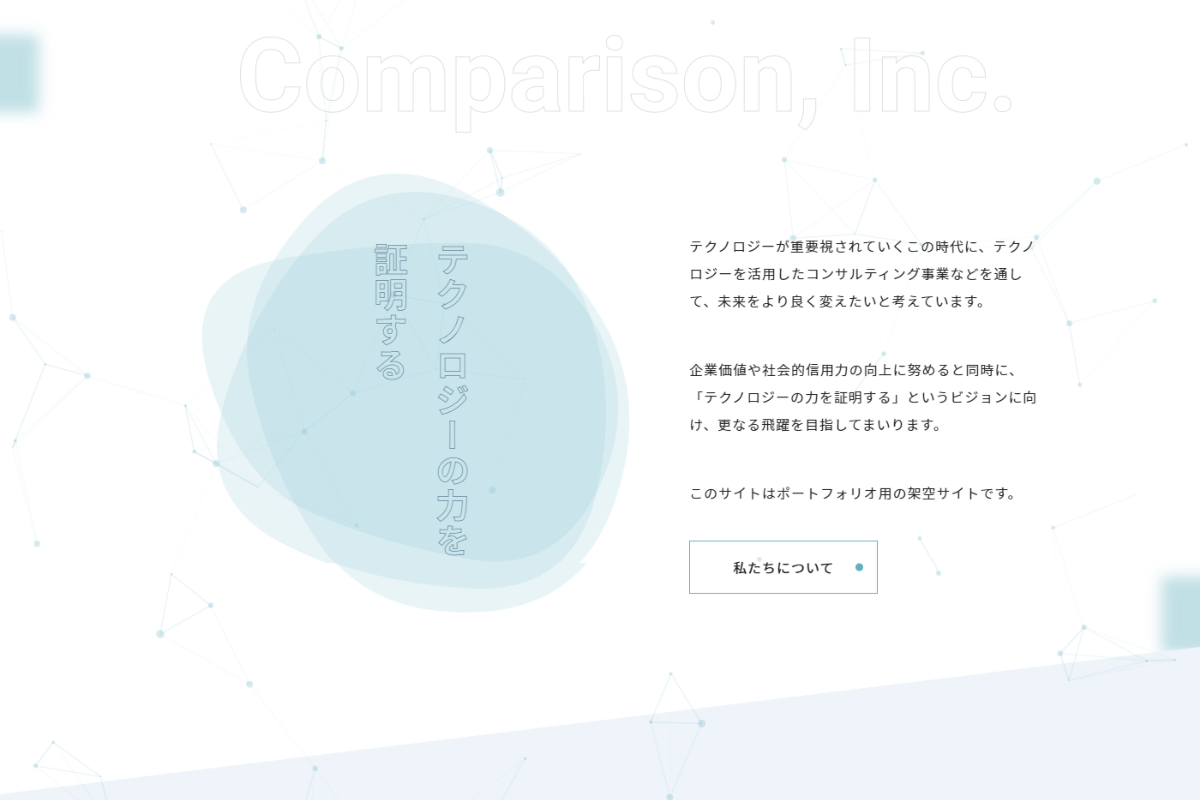 Comparison, Inc.
テクノロジーの力を
証明する
テクノロジーが重要視されていくこの時代に、テクノ
ロジーを活用したコンサルティング事業などを通し
て、未来をより良く変えたいと考えています。
企業価値や社会的信用力の向上に努めると同時に、
「テクノロジーの力を証明する」というビジョンに向
け、更なる飛躍を目指してまいります。
このサイトはポートフォリオ用の架空サイトです。
私たちについて